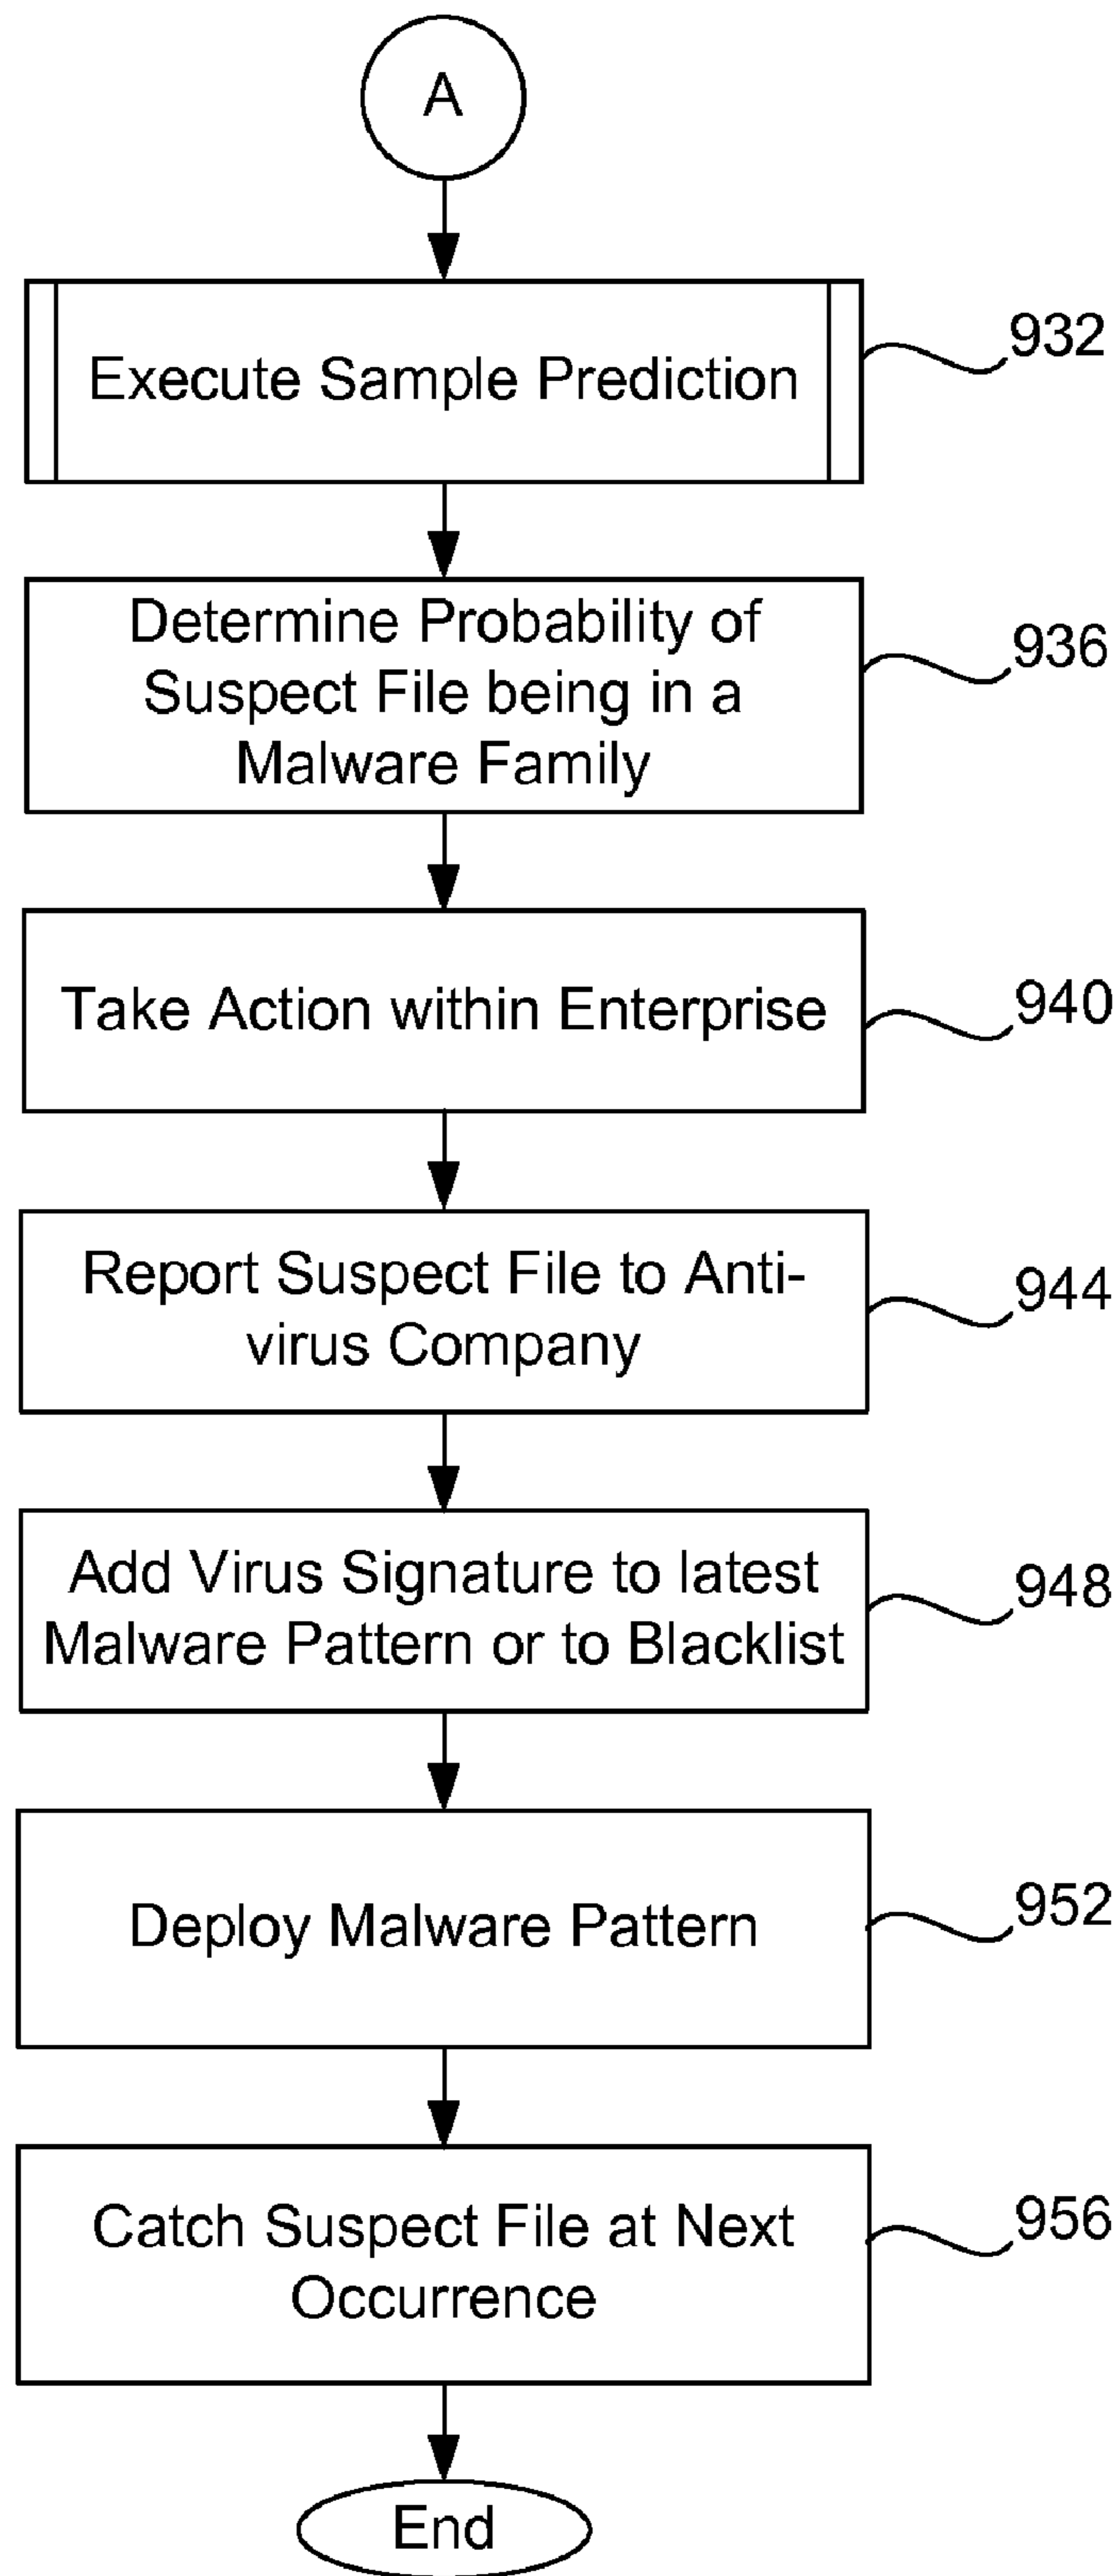 A
Execute Sample Prediction
932
Determine Probability of
Suspect File being in a
Malware Family
936
Take Action within Enterprise
940
Report Suspect File to Anti-
virus Company
944
Add Virus Signature to latest
Malware Pattern or to Blacklist
948
Deploy Malware Pattern
952
Catch Suspect File at Next
Occurrence
956
End